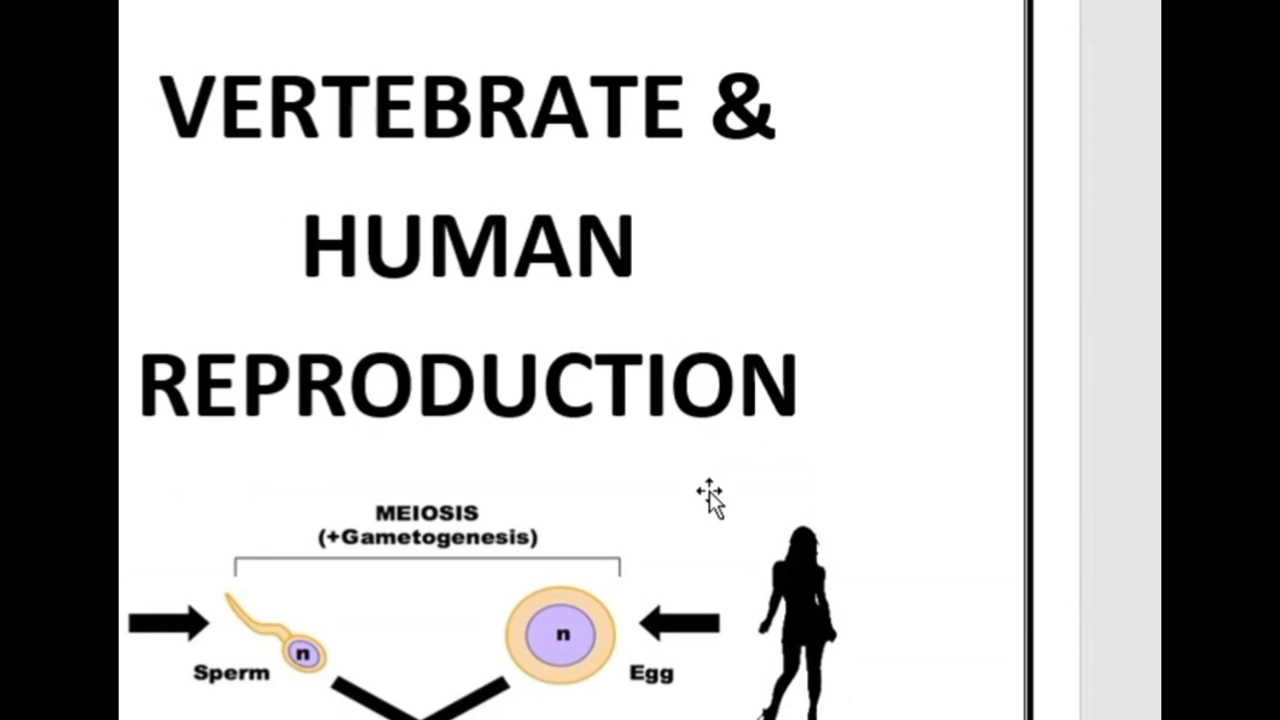 VERTEBRATE &
HUMAN
REPRODUCTION
MEIOSIS
(+Gametogenesis)
n
n
Sperm
Egg